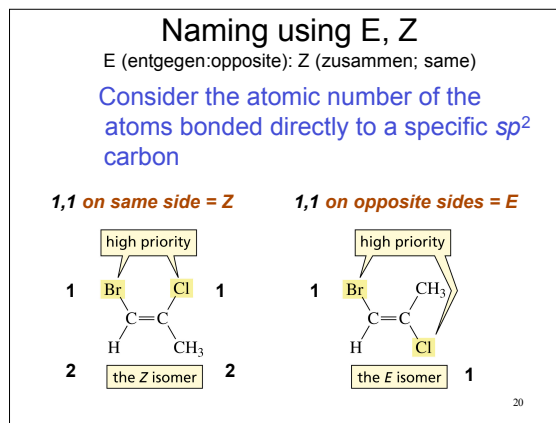 Naming using E, Z
E (entgegen:opposite): Z (zusammen; same)
Consider the atomic number of the
atoms bonded directly to a specific sp2
carbon
1,1 on same side = Z
high priority
1 Br Cl 1
C=C
H CH3
2 the Z isomer 2
1,1 on opposite sides = E
high priority
1 Br CH3
C=C
H Cl
the E isomer 1
20